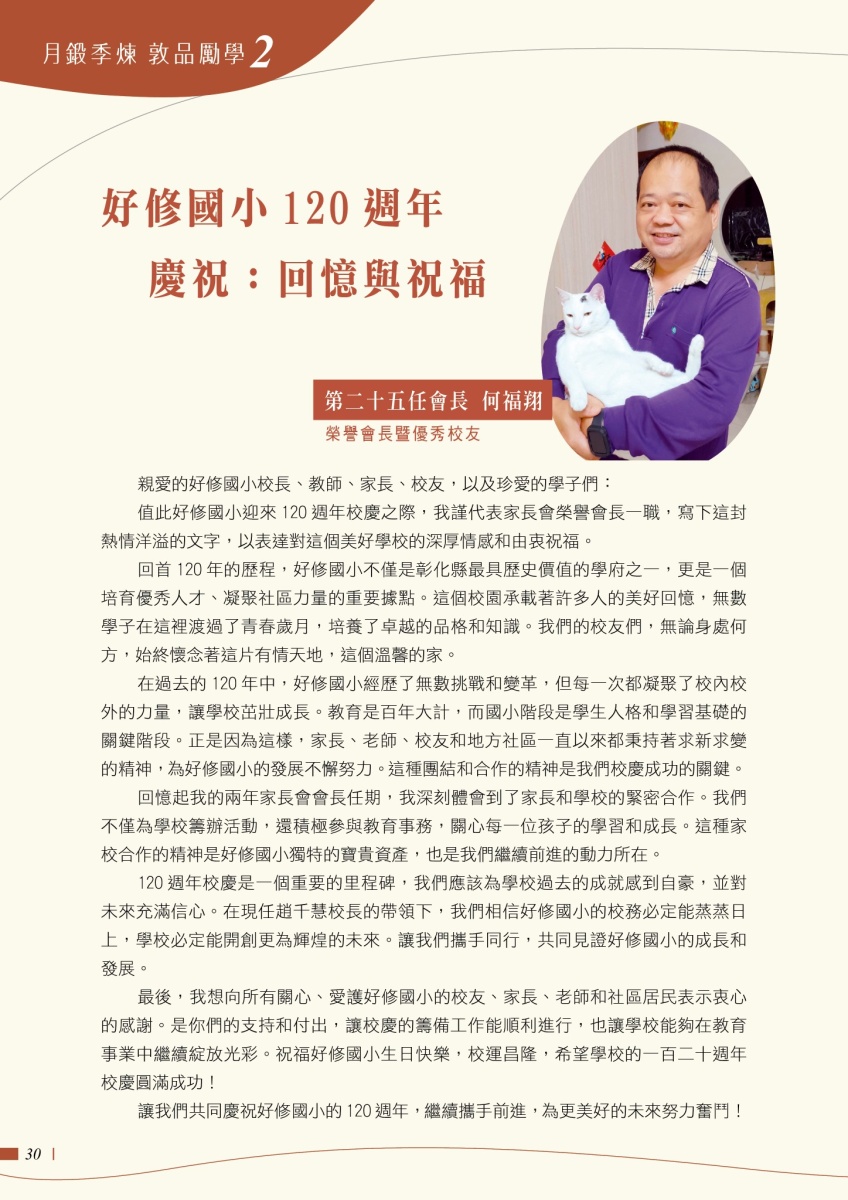 月鍛季煉 敦品勵學2
好修國小 120 週年
慶祝：回憶與祝福
第二十五任會長 何福翔
榮譽會長暨優秀校友
親愛的好修國小校長、教師、家長、校友，以及珍愛的學子們：
值此好修國小迎來 120 週年校慶之際，我謹代表家長會榮譽會長一職，寫下這封
熱情洋溢的文字，以表達對這個美好學校的深厚情感和由衷祝福。
回首 120 年的歷程，好修國小不僅是彰化縣最具歷史價值的學府之一，更是一個
培育優秀人才、凝聚社區力量的重要據點。這個校園承載著許多人的美好回憶，無數
學子在這裡渡過了青春歲月，培養了卓越的品格和知識。我們的校友們，無論身處何
方，始終懷念著這片有情天地，這個溫馨的家。
在過去的 120 年中，好修國小經歷了無數挑戰和變革，但每一次都凝聚了校內校
外的力量，讓學校茁壯成長。教育是百年大計，而國小階段是學生人格和學習基礎的
關鍵階段。正是因為這樣，家長、老師、校友和地方社區一直以來都秉持著求新求變
的精神，為好修國小的發展不懈努力。這種團結和合作的精神是我們校慶成功的關鍵。
回憶起我的兩年家長會會長任期，我深刻體會到了家長和學校的緊密合作。我們
不僅為學校籌辦活動，還積極參與教育事務，關心每一位孩子的學習和成長。這種家
校合作的精神是好修國小獨特的寶貴資產，也是我們繼續前進的動力所在。
120 週年校慶是一個重要的里程碑，我們應該為學校過去的成就感到自豪，並對
未來充滿信心。在現任趙千慧校長的帶領下，我們相信好修國小的校務必定能蒸蒸日
上，學校必定能開創更為輝煌的未來。讓我們攜手同行，共同見證好修國小的成長和
發展。
最後，我想向所有關心、愛護好修國小的校友、家長、老師和社區居民表示衷心
的感謝。是你們的支持和付出，讓校慶的籌備工作能順利進行，也讓學校能夠在教育
事業中繼續綻放光彩。祝福好修國小生日快樂，校運昌隆，希望學校的一百二十週年
校慶圓滿成功！
讓我們共同慶祝好修國小的 120 週年，繼續攜手前進，為更美好的未來努力奮鬥！
30